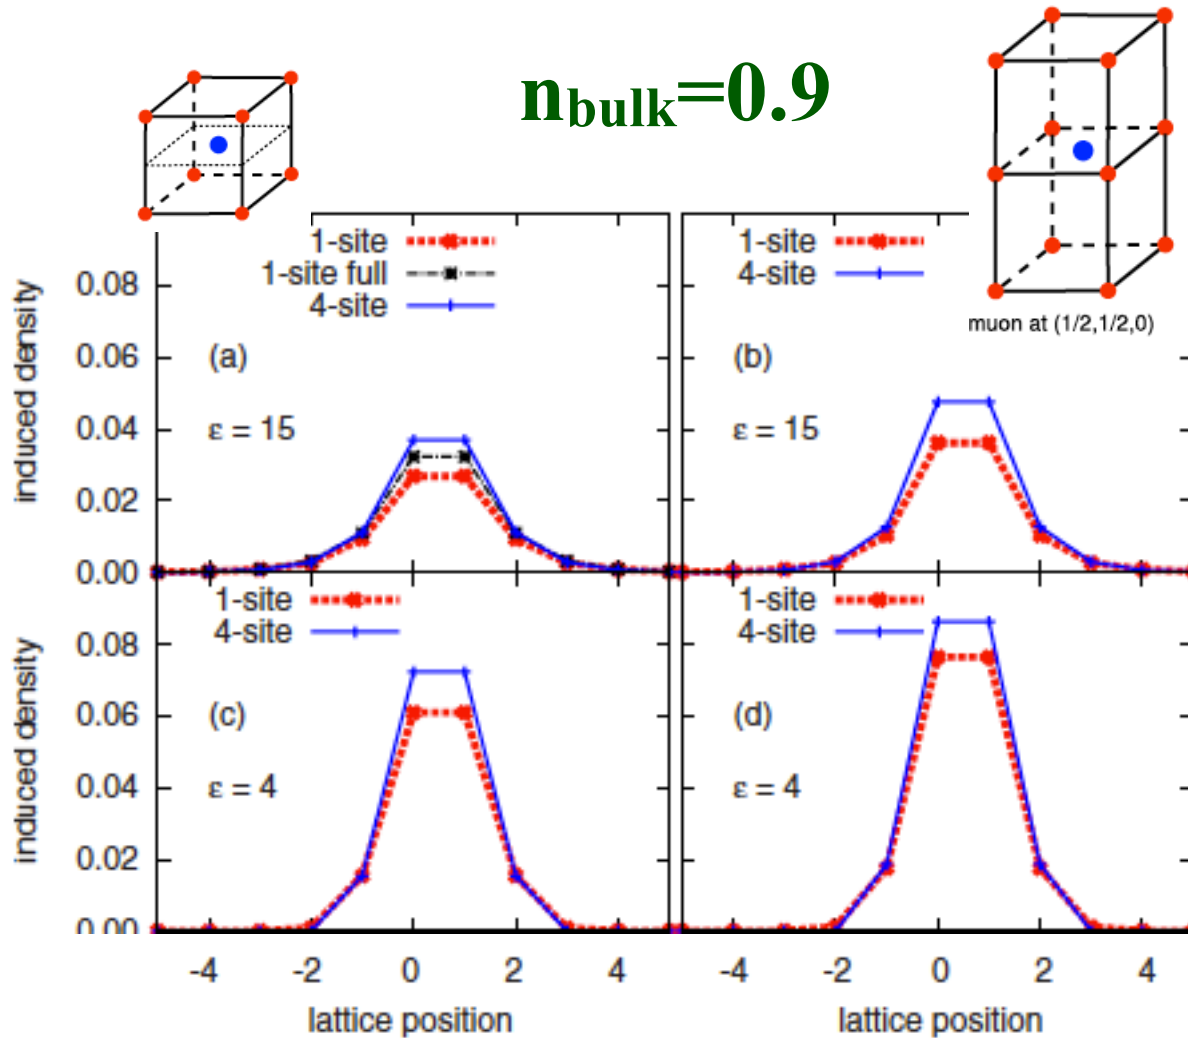 n_bulk=0.9
muon at (1/2,1/2,0)
1-site
1-site full
4-site
(a)
ε = 15
0.08
0.06
0.04
0.02
0.00
induced density
1-site
4-site
(b)
ε = 15
1-site
4-site
(c)
ε = 4
0.08
0.06
0.04
0.02
0.00
induced density
1-site
4-site
(d)
ε = 4
-4 -2 0 2 4
lattice position
-4 -2 0 2 4
lattice position